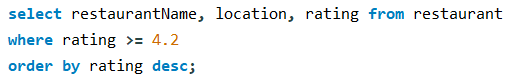 select restaurantName, location, rating from restaurant
where rating >= 4.2
order by rating desc;